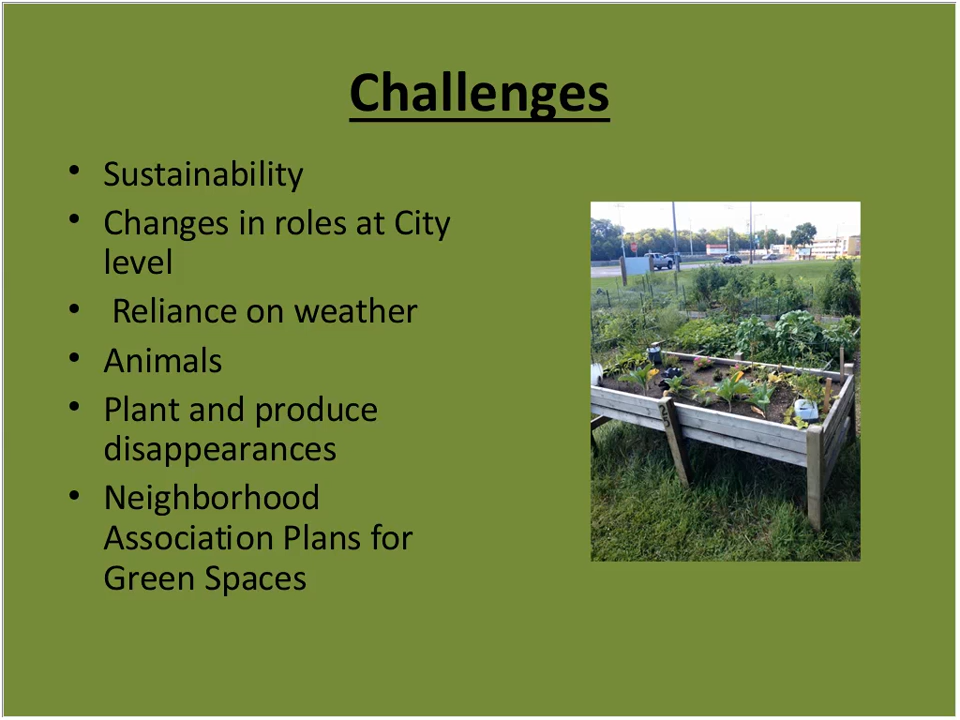 Challenges
• Sustainability
• Changes in roles at City
level
• Reliance on weather
• Animals
• Plant and produce
disappearances
• Neighborhood
Association Plans for
Green Spaces
25